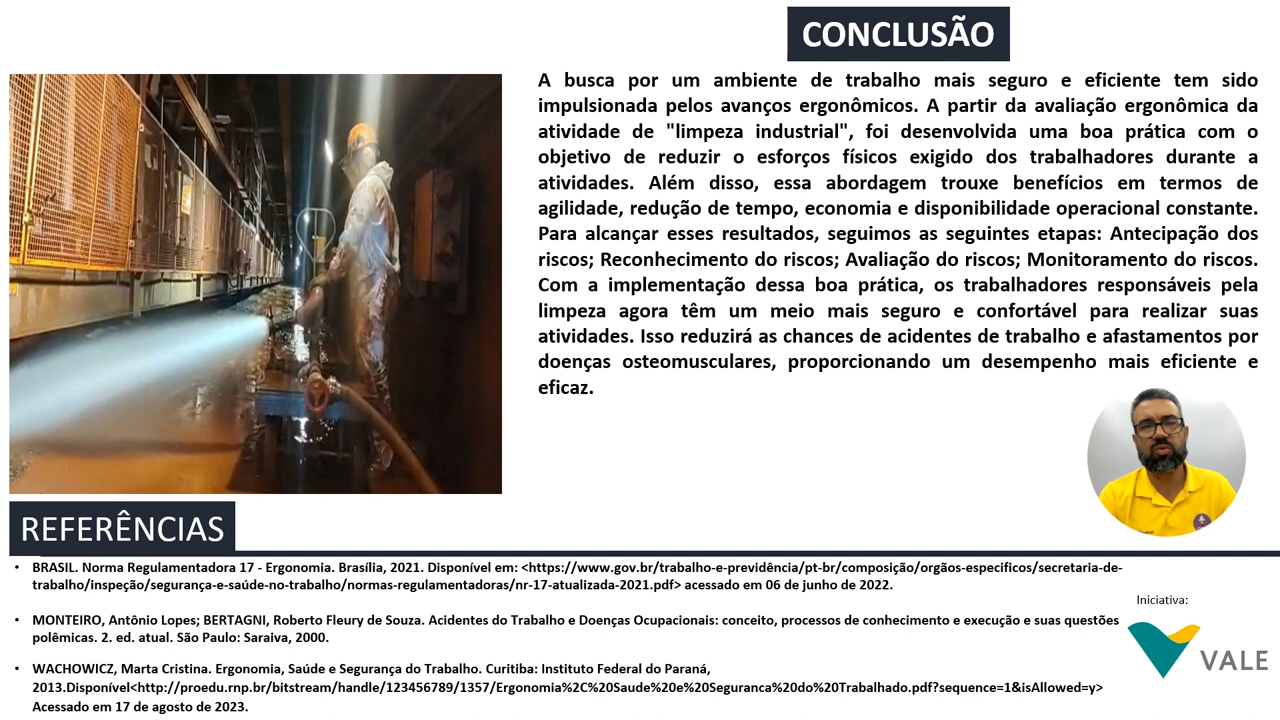 CONCLUSÃO
A busca por um ambiente de trabalho mais seguro e eficiente tem sido
impulsionada pelos avanços ergonômicos. A partir da avaliação ergonômica da
atividade de "limpeza industrial", foi desenvolvida uma boa prática com o
objetivo de reduzir o esforços físicos exigido dos trabalhadores durante a
atividades. Além disso, essa abordagem trouxe benefícios em termos de
agilidade, redução de tempo, economia e disponibilidade operacional constante.
Para alcançar esses resultados, seguimos as seguintes etapas: Antecipação dos
riscos; Reconhecimento do riscos; Avaliação do riscos; Monitoramento do riscos.
Com a implementação dessa boa prática, os trabalhadores responsáveis pela
limpeza agora têm um meio mais seguro e confortável para realizar suas
atividades. Isso reduzirá as chances de acidentes de trabalho e afastamentos por
doenças osteomusculares, proporcionando um desempenho mais eficiente e
eficaz.
REFERÊNCIAS
• BRASIL. Norma Regulamentadora 17 - Ergonomia. Brasília, 2021. Disponível em: <https://www.gov.br/trabalho-e-previdência/pt-br/composição/orgãos-especificos/secretaria-de-
trabalho/inspeção/segurança-e-saúde-no-trabalho/normas-regulamentadoras/nr-17-atualizada-2021.pdf> acessado em 06 de junho de 2022.
• MONTEIRO, Antônio Lopes; BERTAGNI, Roberto Fleury de Souza. Acidentes do Trabalho e Doenças Ocupacionais: conceito, processos de conhecimento e execução e suas questões
polêmicas. 2. ed. atual. São Paulo: Saraiva, 2000.
• WACHOWICZ, Marta Cristina. Ergonomia, Saúde e Segurança do Trabalho. Curitiba: Instituto Federal do Paraná,
2013.Disponível<http://proedu.rnp.br/bitstream/handle/123456789/1357/Ergonomia%2C%20Saude%20e%20Seguranca%20do%20Trabalhado.pdf?sequence=1&isAllowed=y>
Acessado em 17 de agosto de 2023.
Iniciativa:
VALE